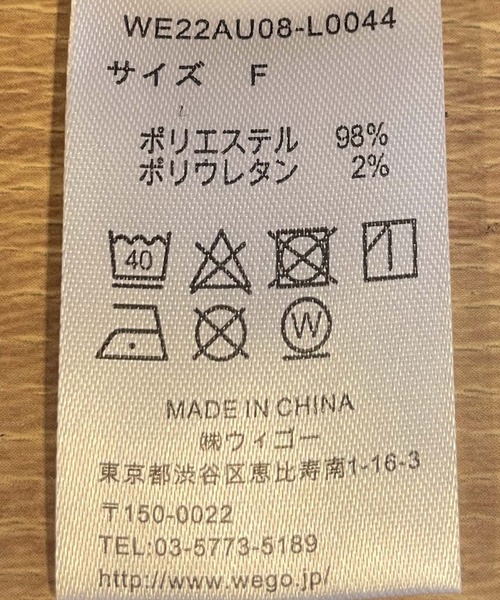 WE22AU08-L0044
サイズ F
ポリエステル 98%
ポリウレタン 2%
40
W
MADE IN CHINA
㈱ウィゴー
東京都渋谷区恵比寿南1-16-3
〒150-0022
TEL:03-5773-5189
http://www.wego.jp/